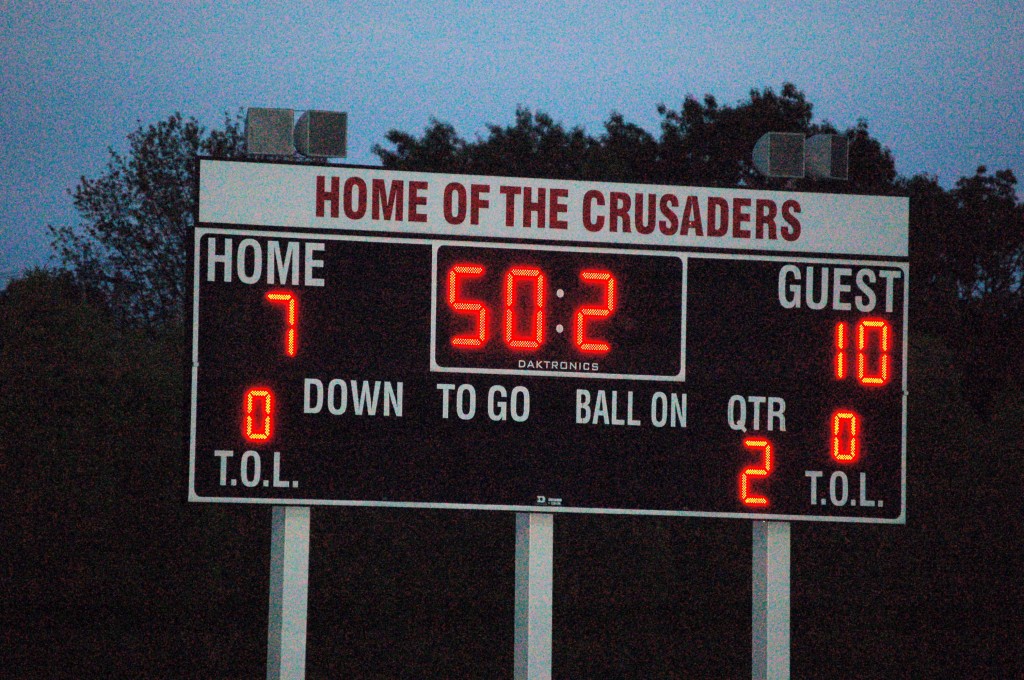 HOME OF THE CRUSADERS
HOME
50:2
GUEST
7
10
DAKTRONICS
DOWN TO GO BALL ON QTR
0
0
2
T.O.L.
T.O.L.